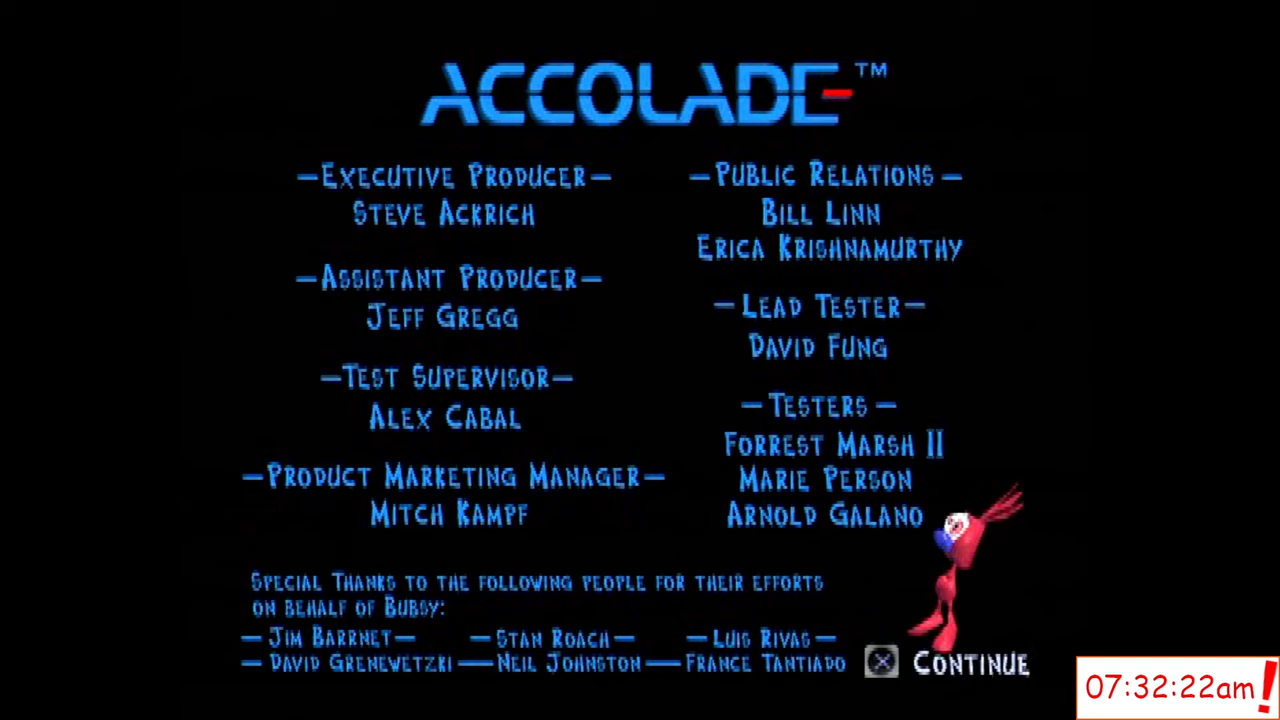 ACCOLADE™
—EXECUTIVE PRODUCER—
STEVE ACKRICH
—ASSISTANT PRODUCER—
JEFF GREGG
—TEST SUPERVISOR—
ALEX CABAL
—PRODUCT MARKETING MANAGER—
MITCH KAMPF
—PUBLIC RELATIONS—
BILL LINN
ERICA KRISHNAMURTHY
—LEAD TESTER—
DAVID FUNG
—TESTERS—
FORREST MARSH II
MARIE PERSON
ARNOLD GALANO
SPECIAL THANKS TO THE FOLLOWING PEOPLE FOR THEIR EFFORTS
ON BEHALF OF BUBSY:
—JIM BARRNET— —STAN ROACH— —LUIS RIVAS—
—DAVID GRENEWETZKI——NEIL JOHNSTON——FRANCE TANTIADO
CONTINUE
07:32:22am!